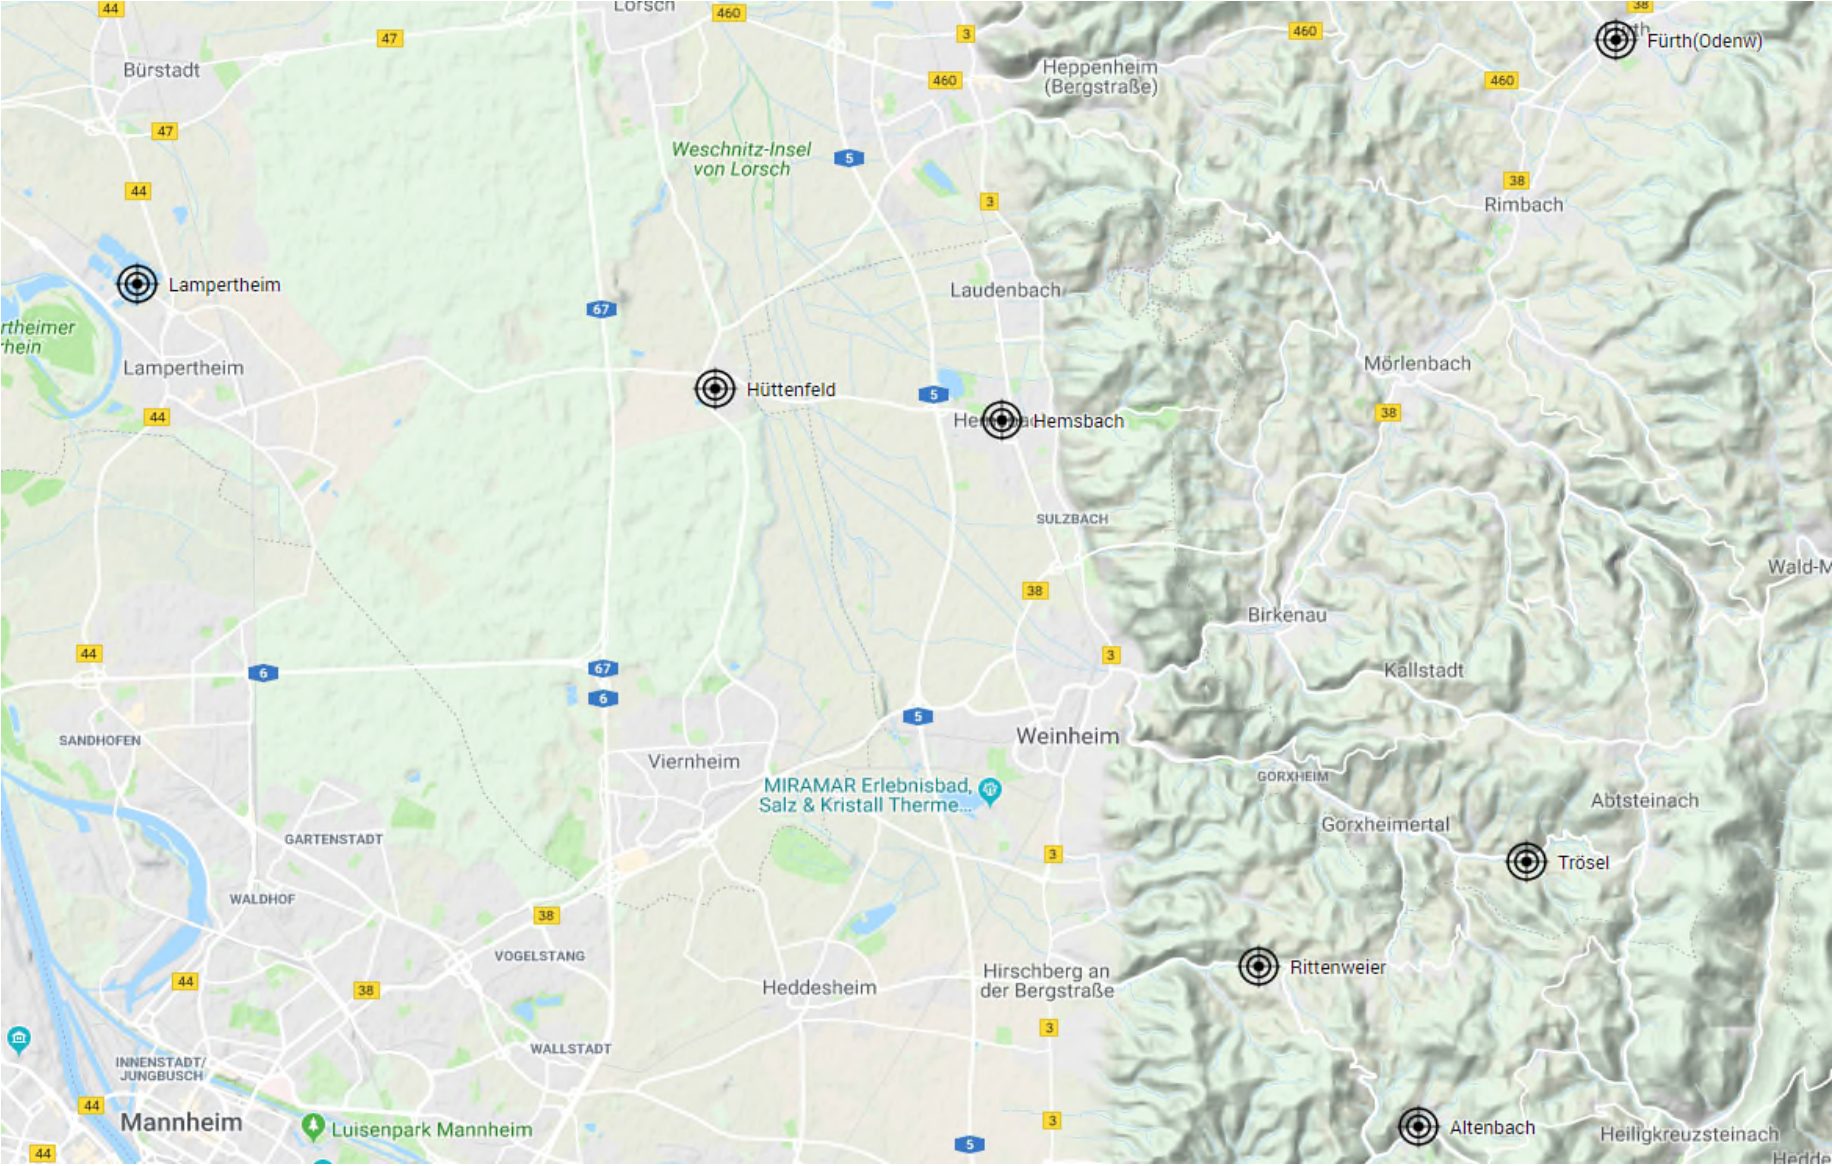 44
Lorsch
460
38
47
3
460
Fürth(Odenw)
Bürstadt
Heppenheim
(Bergstraße)
460
460
47
Weschnitz-Insel
von Lorsch
5
44
38
3
Rimbach
Lampertheim
Laudenbach
67
rtheimer
rhein
Lampertheim
Mörlenbach
Hüttenfeld
5
44
38
Hemsbach
SULZBACH
Wald-M
38
Birkenau
44
3
6
67
Kallstadt
6
5
SANDHOFEN
Weinheim
Viernheim
GORXHEIM
MIRAMAR Erlebnisbad,
Salz & Kristall Therme...
Abtsteinach
Gorxheimertal
GARTENSTADT
3
Trösel
WALDHOF
38
VOGELSTANG
Rittenweier
Hirschberg an
der Bergstraße
44
38
Heddesheim
3
WALLSTADT
INNENSTADT/
JUNGBUSCH
44
Mannheim
Luisenpark Mannheim
3
Altenbach
Heiligkreuzsteinach
5
44
Hedde